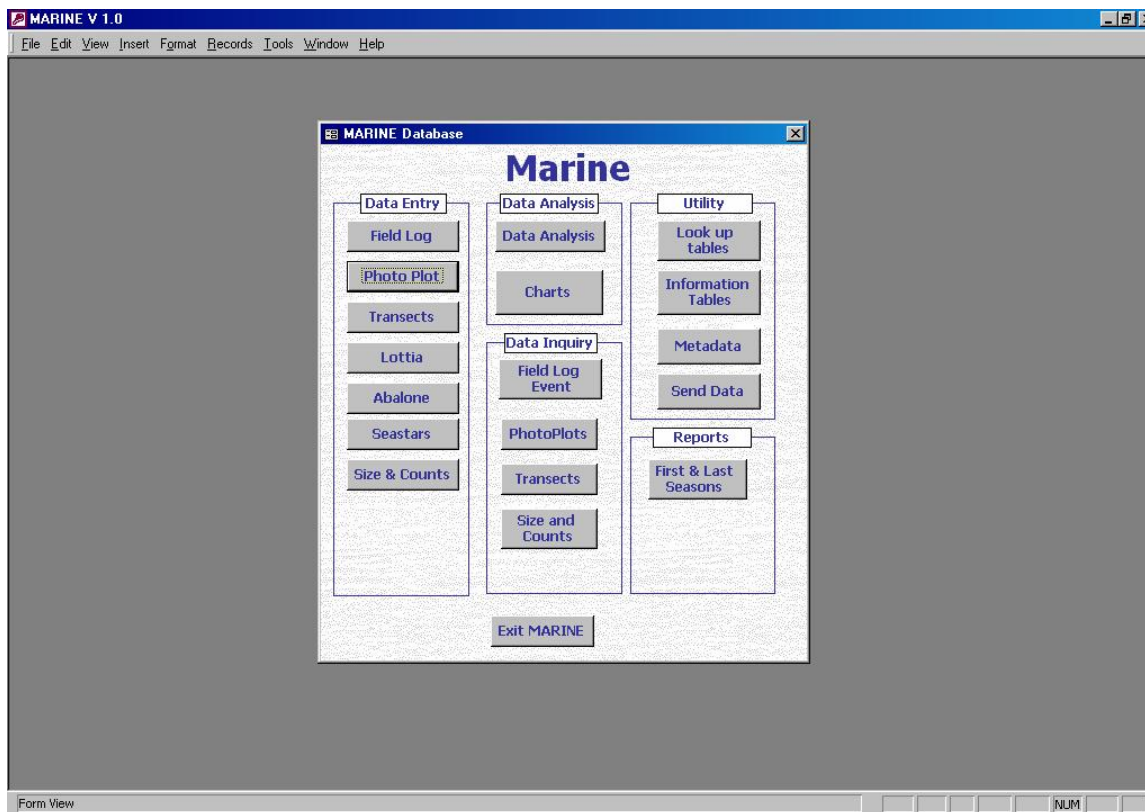 MARINE V 1.0
File Edit View Insert Format Records Tools Window Help
MARINE Database
Marine
Data Entry
Field Log
Photo Plot
Transects
Lottia
Abalone
Seastars
Size & Counts
Data Analysis
Data Analysis
Charts
Data Inquiry
Field Log
Event
PhotoPlots
Transects
Size and
Counts
Utility
Look up
tables
Information
Tables
Metadata
Send Data
Reports
First & Last
Seasons
Exit MARINE
Form View
NUM